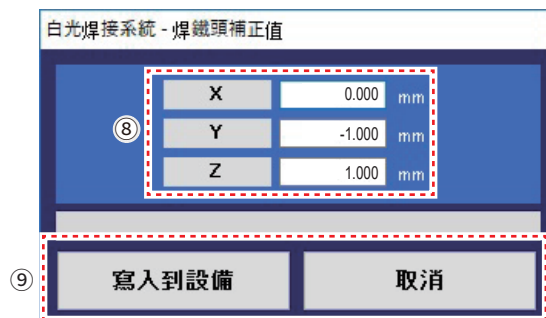 白光焊接系統 - 焊鐵頭補正值
X 0.000 mm
⑧ Y -1.000 mm
Z 1.000 mm
⑨ 寫入到設備 取消